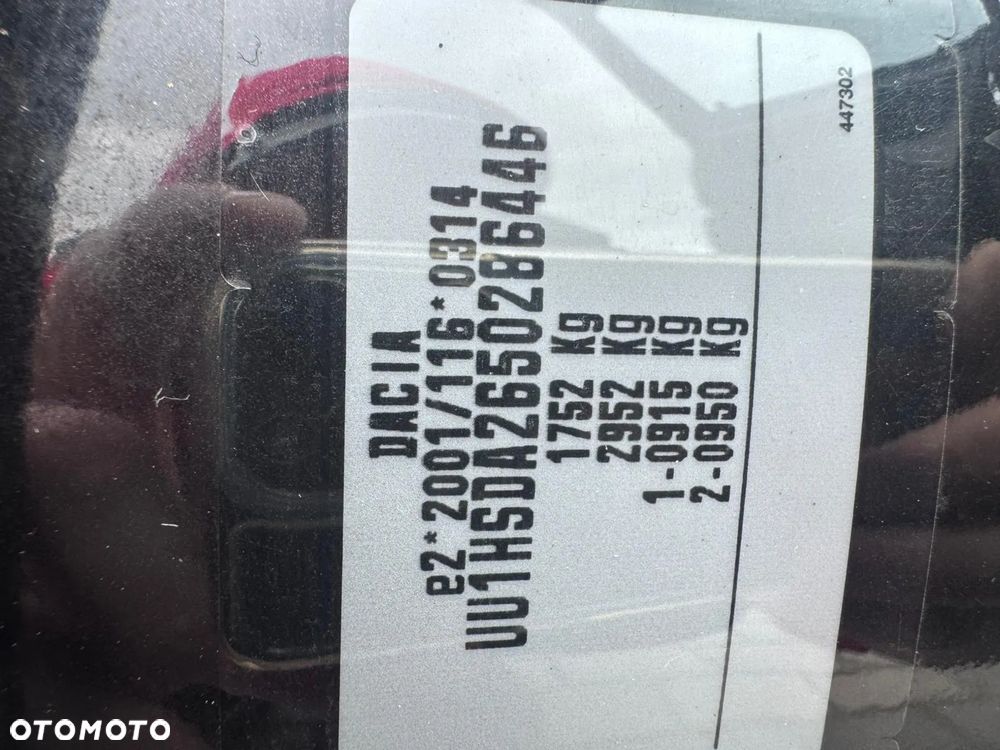 DACIA
e2*2001/116*0314
UU1HSDA2650286446
1752 Kg
2952 Kg
1-0915 Kg
2-0950 Kg
447302
OTOMOTO